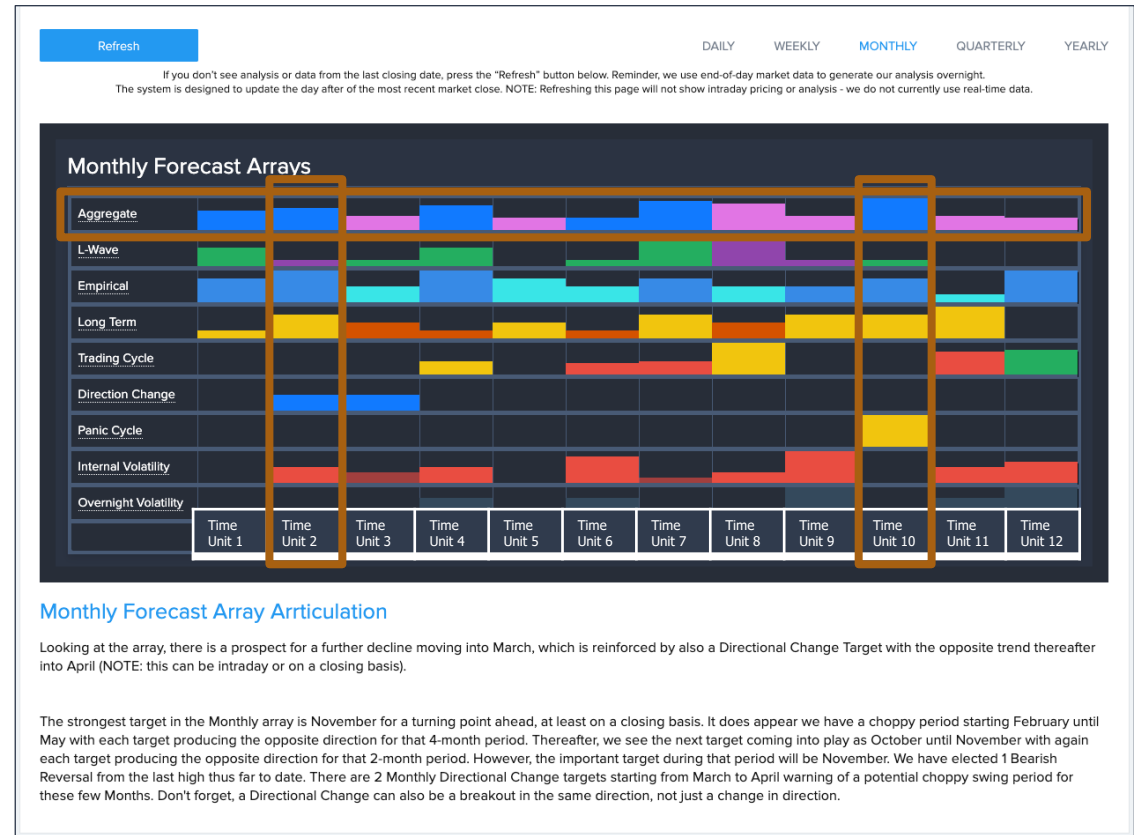 Refresh
DAILY WEEKLY MONTHLY QUARTERLY YEARLY
If you don't see analysis or data from the last closing date, press the “Refresh” button below. Reminder, we use end-of-day market data to generate our analysis overnight.
The system is designed to update the day after of the most recent market close. NOTE: Refreshing this page will not show intraday pricing or analysis - we do not currently use real-time data.
Monthly Forecast Arrays
Aggregate
L-Wave
Empirical
Long Term
Trading Cycle
Direction Change
Panic Cycle
Internal Volatility
Overnight Volatility
Time Unit 1
Time Unit 2
Time Unit 3
Time Unit 4
Time Unit 5
Time Unit 6
Time Unit 7
Time Unit 8
Time Unit 9
Time Unit 10
Time Unit 11
Time Unit 12
Monthly Forecast Array Arrticulation
Looking at the array, there is a prospect for a further decline moving into March, which is reinforced by also a Directional Change Target with the opposite trend thereafter
into April (NOTE: this can be intraday or on a closing basis).
The strongest target in the Monthly array is November for a turning point ahead, at least on a closing basis. It does appear we have a choppy period starting February until
May with each target producing the opposite direction for that 4-month period. Thereafter, we see the next target coming into play as October until November with again
each target producing the opposite direction for that 2-month period. However, the important target during that period will be November. We have elected 1 Bearish
Reversal from the last high thus far to date. There are 2 Monthly Directional Change targets starting from March to April warning of a potential choppy swing period for
these few Months. Don't forget, a Directional Change can also be a breakout in the same direction, not just a change in direction.